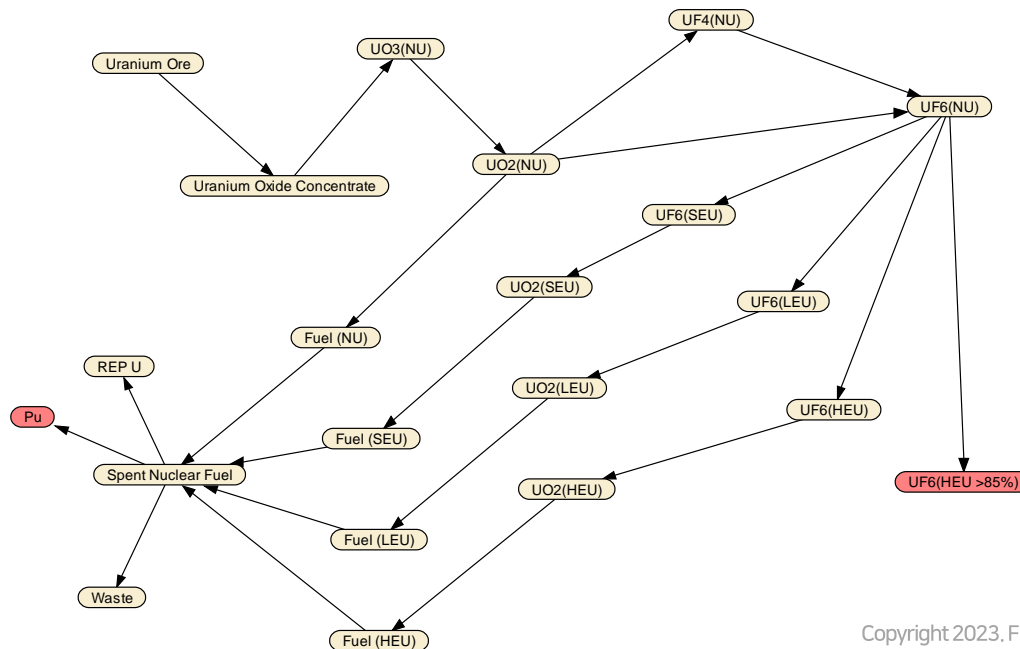 UF4(NU)
UO3(NU)
Uranium Ore
UF6(NU)
UO2(NU)
Uranium Oxide Concentrate
UF6(SEU)
UO2(SEU)
UF6(LEU)
Fuel (NU)
REP U
UO2(LEU)
UF6(HEU)
Pu
Fuel (SEU)
Spent Nuclear Fuel
UF6(HEU >85%)
UO2(HEU)
Fuel (LEU)
Waste
Fuel (HEU)
Copyright 2023. F